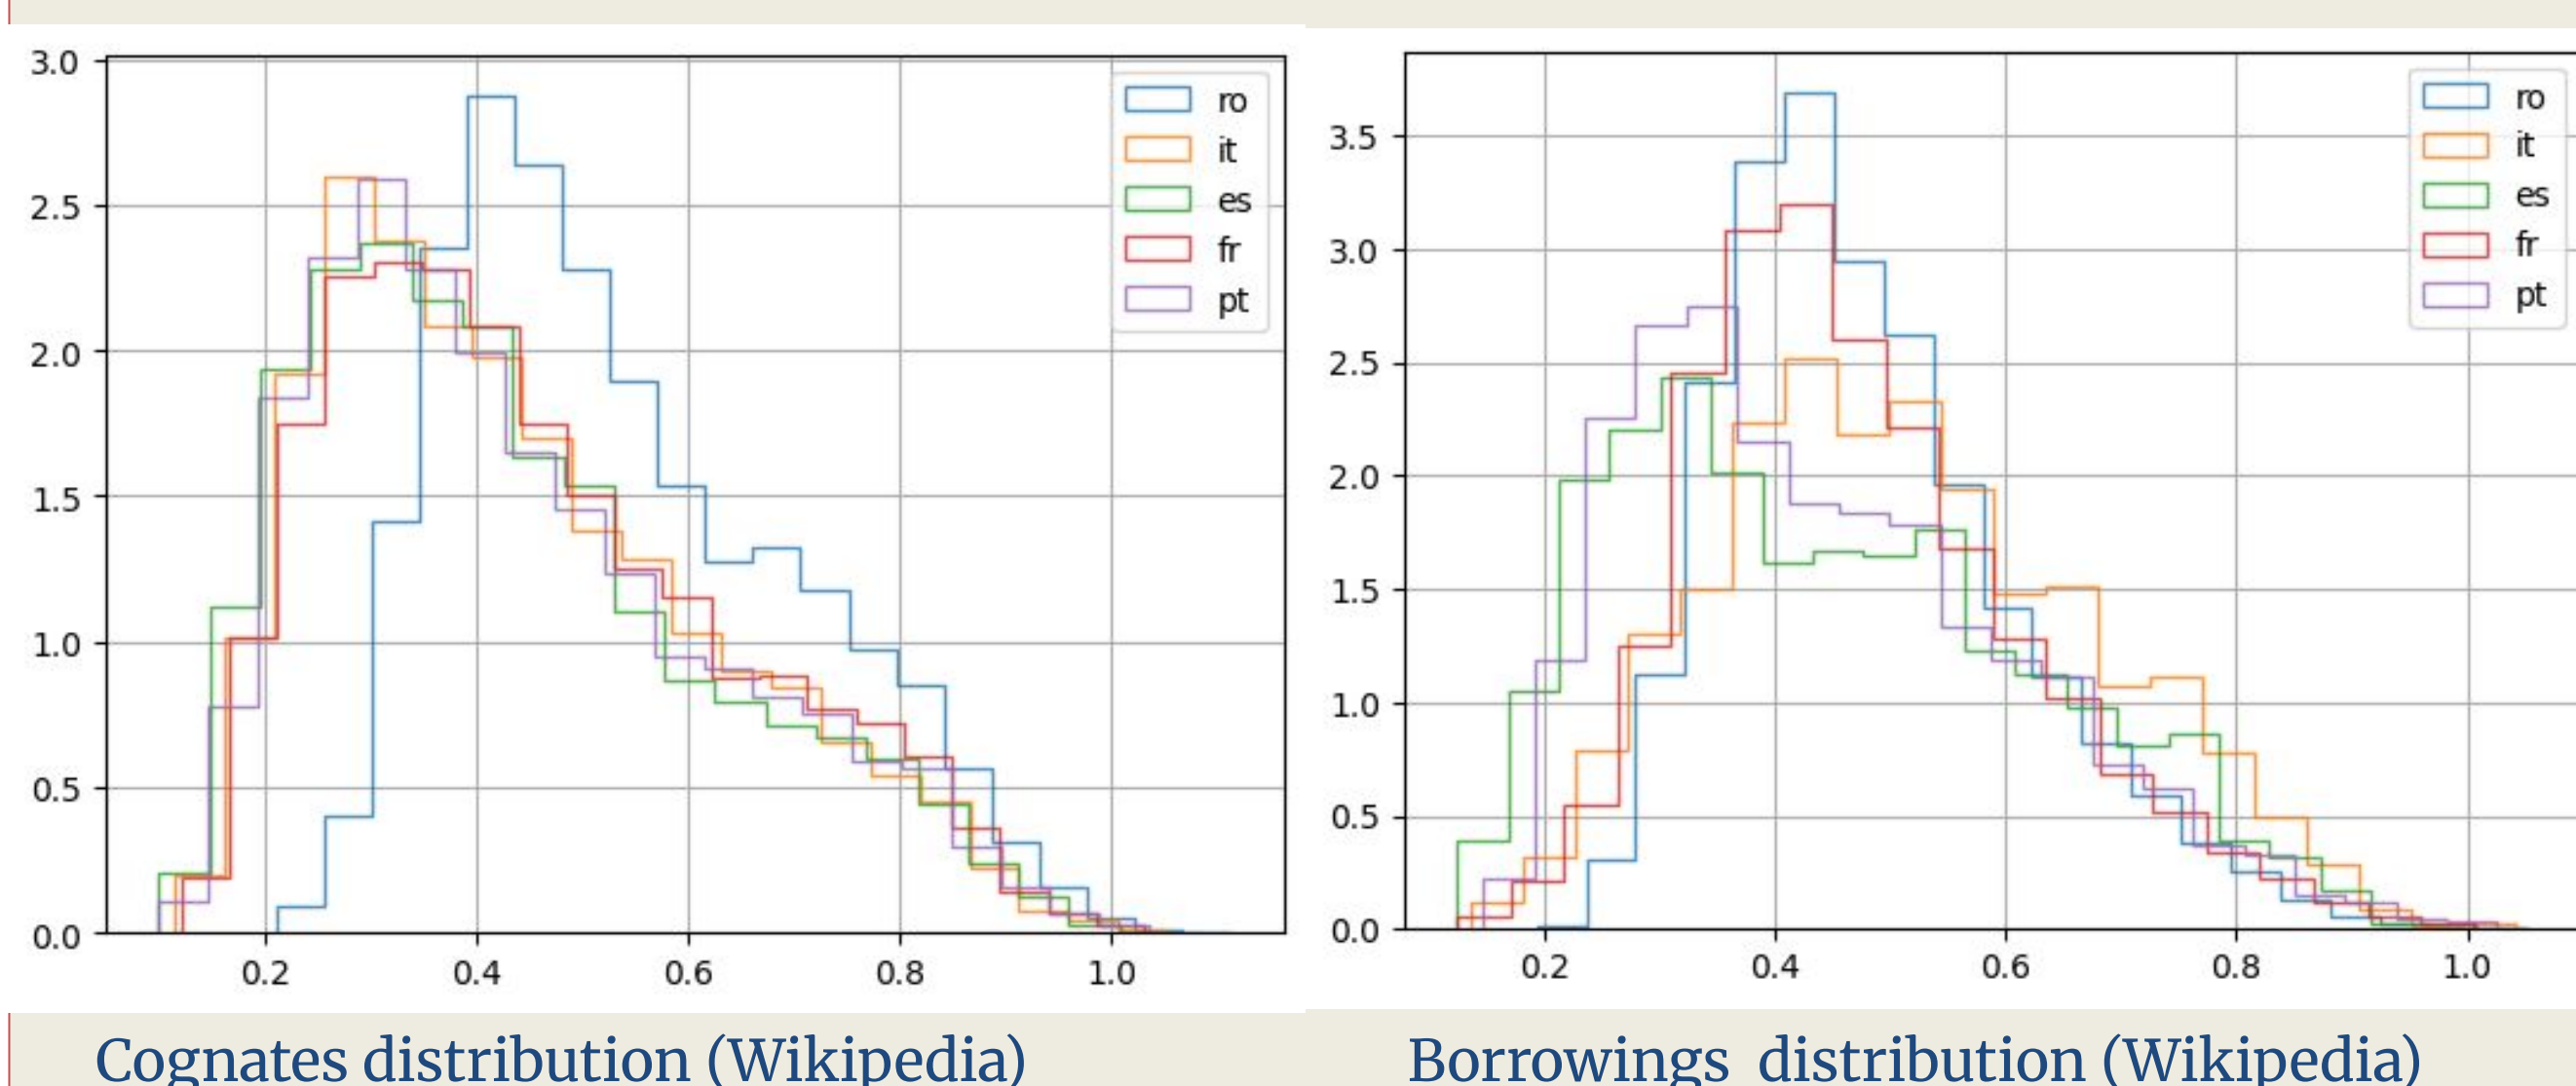 3.0
2.5
2.0
1.5
1.0
0.5
0.0
0.2 0.4 0.6 0.8 1.0
ro
it
es
fr
pt
Cognates distribution (Wikipedia)
3.5
3.0
2.5
2.0
1.5
1.0
0.5
0.0
0.2 0.4 0.6 0.8 1.0
ro
it
es
fr
pt
Borrowings distribution (Wikipedia)